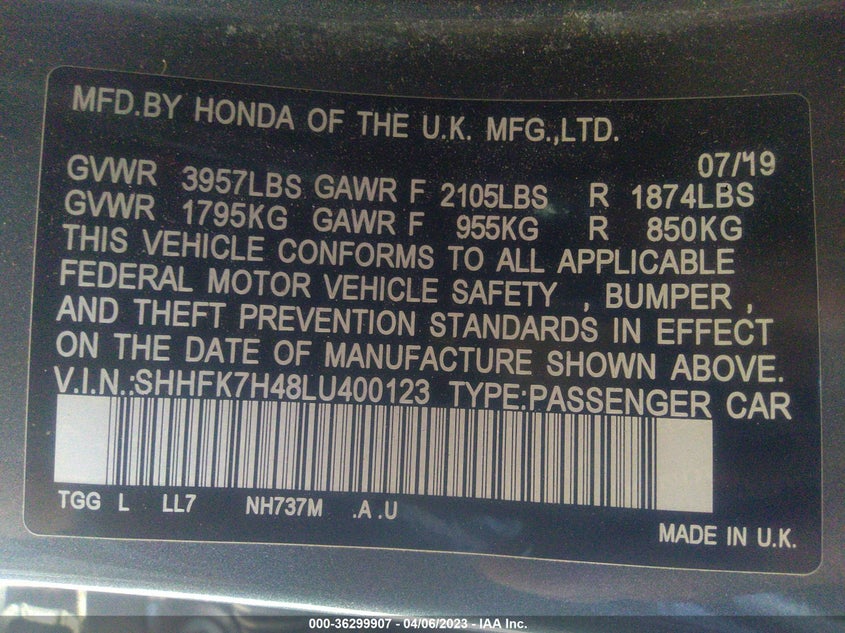 MFD.BY HONDA OF THE U.K. MFG.,LTD.
07/19
GVWR 3957LBS GAWR F 2105LBS R 1874LBS
GVWR 1795KG GAWR F 955KG R 850KG
THIS VEHICLE CONFORMS TO ALL APPLICABLE
FEDERAL MOTOR VEHICLE SAFETY , BUMPER ,
AND THEFT PREVENTION STANDARDS IN EFFECT
ON THE DATE OF MANUFACTURE SHOWN ABOVE.
V.I.N.:SHHFK7H48LU400123 TYPE:PASSENGER CAR
TGG L LL7 NH737M .A .U
MADE IN U.K.
000-36299907 - 04/06/2023 - IAA Inc.